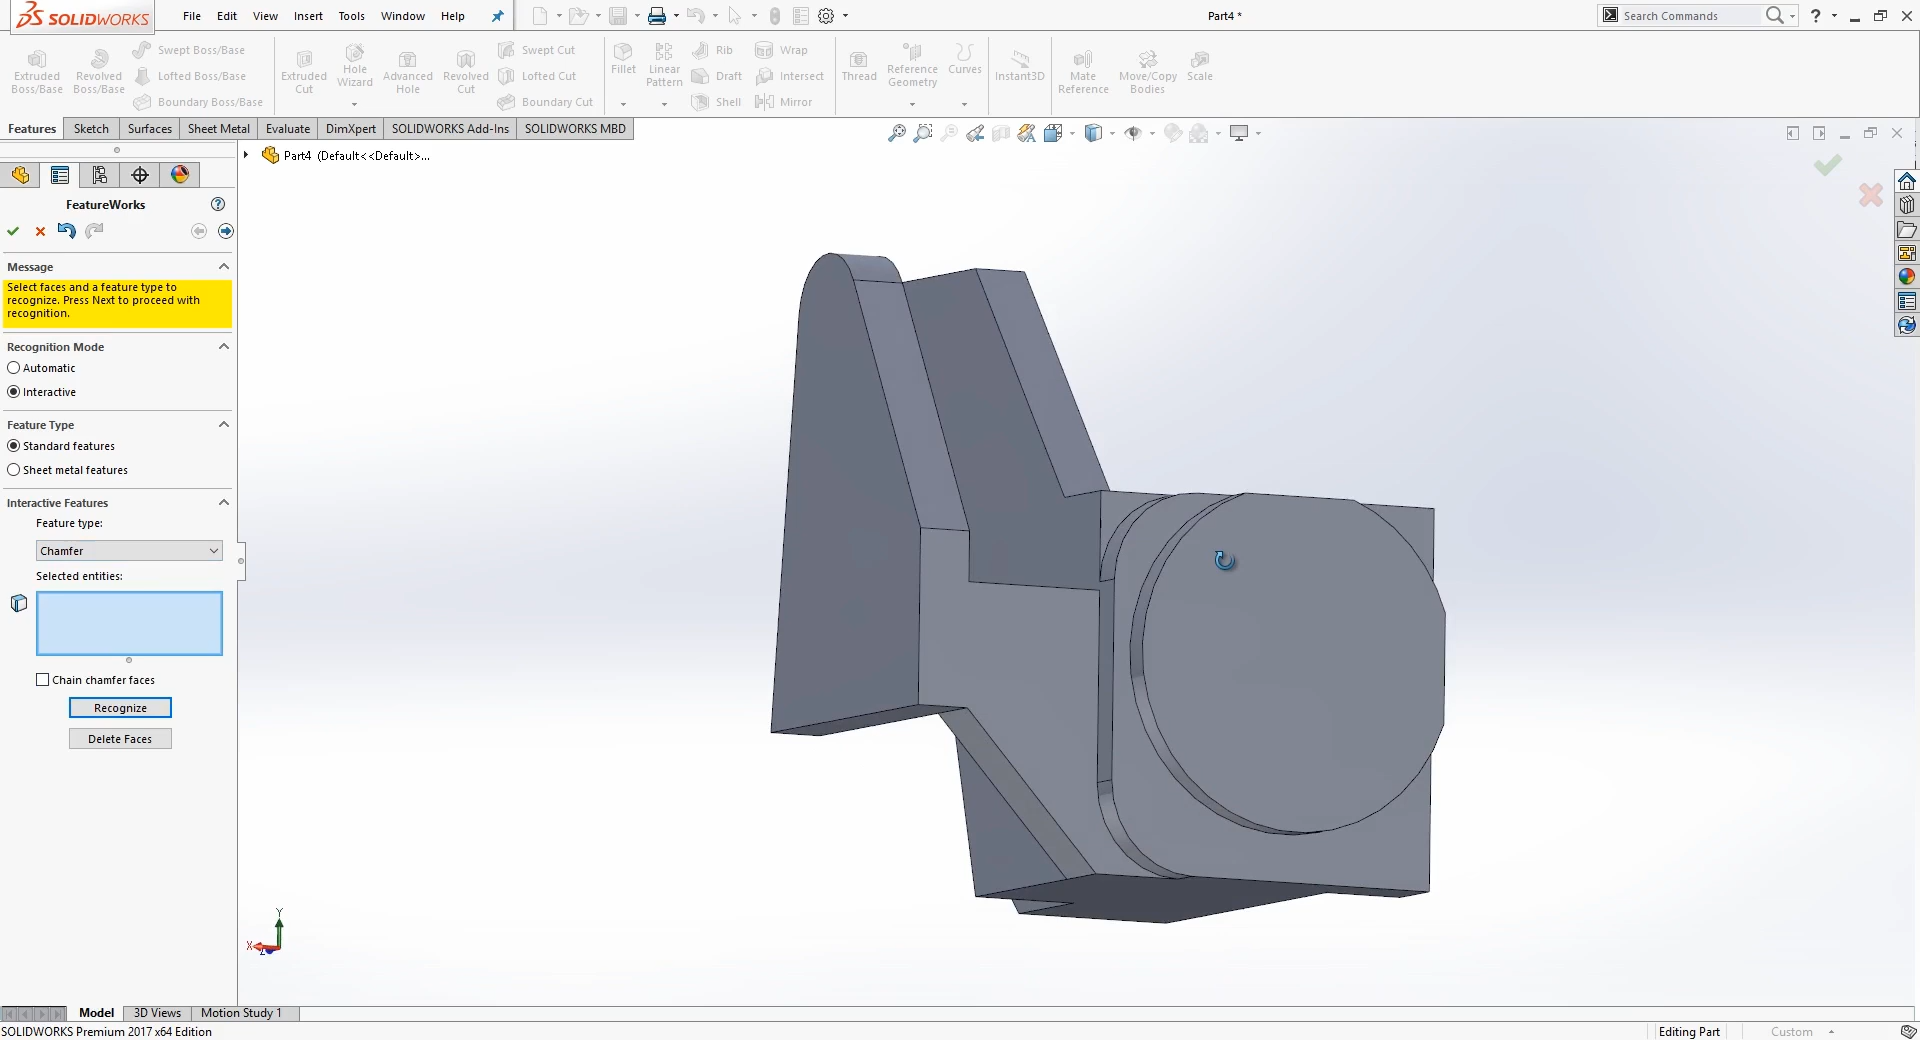 SOLIDWORKS
File Edit View Insert Tools Window Help
Part4 *
Search Commands
?
Extruded Boss/Base
Revolved Boss/Base
Swept Boss/Base
Lofted Boss/Base
Boundary Boss/Base
Extruded Cut
Hole Wizard
Advanced Hole
Revolved Cut
Swept Cut
Lofted Cut
Boundary Cut
Fillet
Linear Pattern
Rib
Draft
Shell
Wrap
Intersect
Mirror
Thread
Reference Geometry
Curves
Instant3D
Mate Reference
Move/Copy Bodies
Scale
Features Sketch Surfaces Sheet Metal Evaluate DimXpert SOLIDWORKS Add-Ins SOLIDWORKS MBD
Part4 (Default<<Default>...
FeatureWorks
?
Message
Select faces and a feature type to
recognize. Press Next to proceed with
recognition.
Recognition Mode
Automatic
Interactive
Feature Type
Standard features
Sheet metal features
Interactive Features
Feature type:
Chamfer
Selected entities:
Chain chamfer faces
Recognize
Delete Faces
Y
X
Z
Model 3D Views Motion Study 1
SOLIDWORKS Premium 2017 x64 Edition
Editing Part
Custom